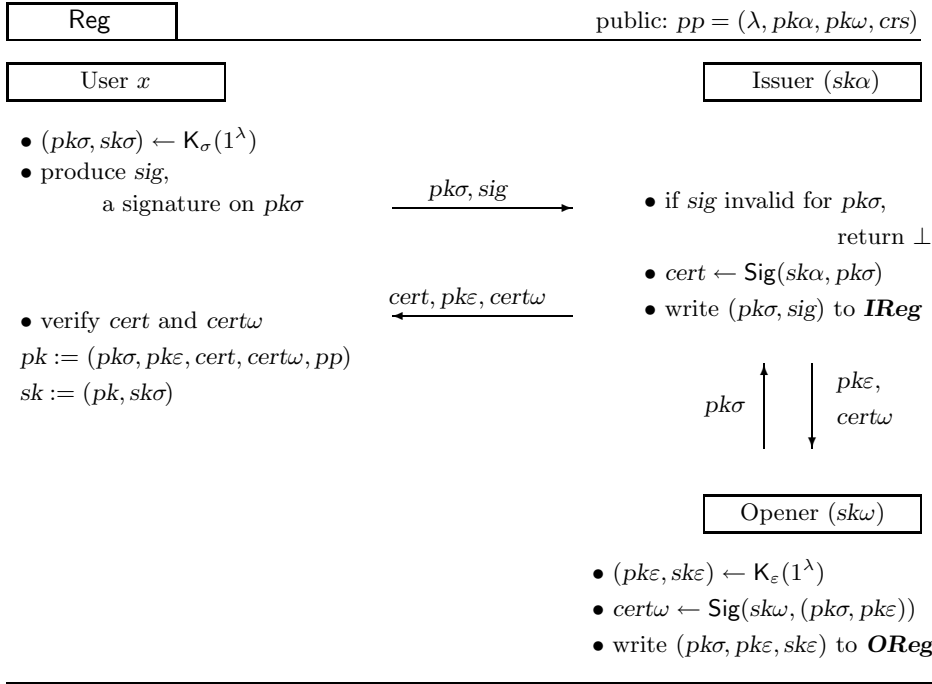 Reg
public: pp = (λ, pkα, pkω, crs)
User x
Issuer (skα)
• (pkσ, skσ) ← Kσ(1^λ)
• produce sig,
a signature on pkσ
pkσ, sig
• if sig invalid for pkσ,
return ⊥
• cert ← Sig(skα, pkσ)
• write (pkσ, sig) to IReg
cert, pkε, certω
• verify cert and certω
pk := (pkσ, pkε, cert, certω, pp)
sk := (pk, skσ)
pkσ
pkε,
certω
Opener (skω)
• (pkε, skε) ← Kε(1^λ)
• certω ← Sig(skω, (pkσ, pkε))
• write (pkσ, pkε, skε) to OReg